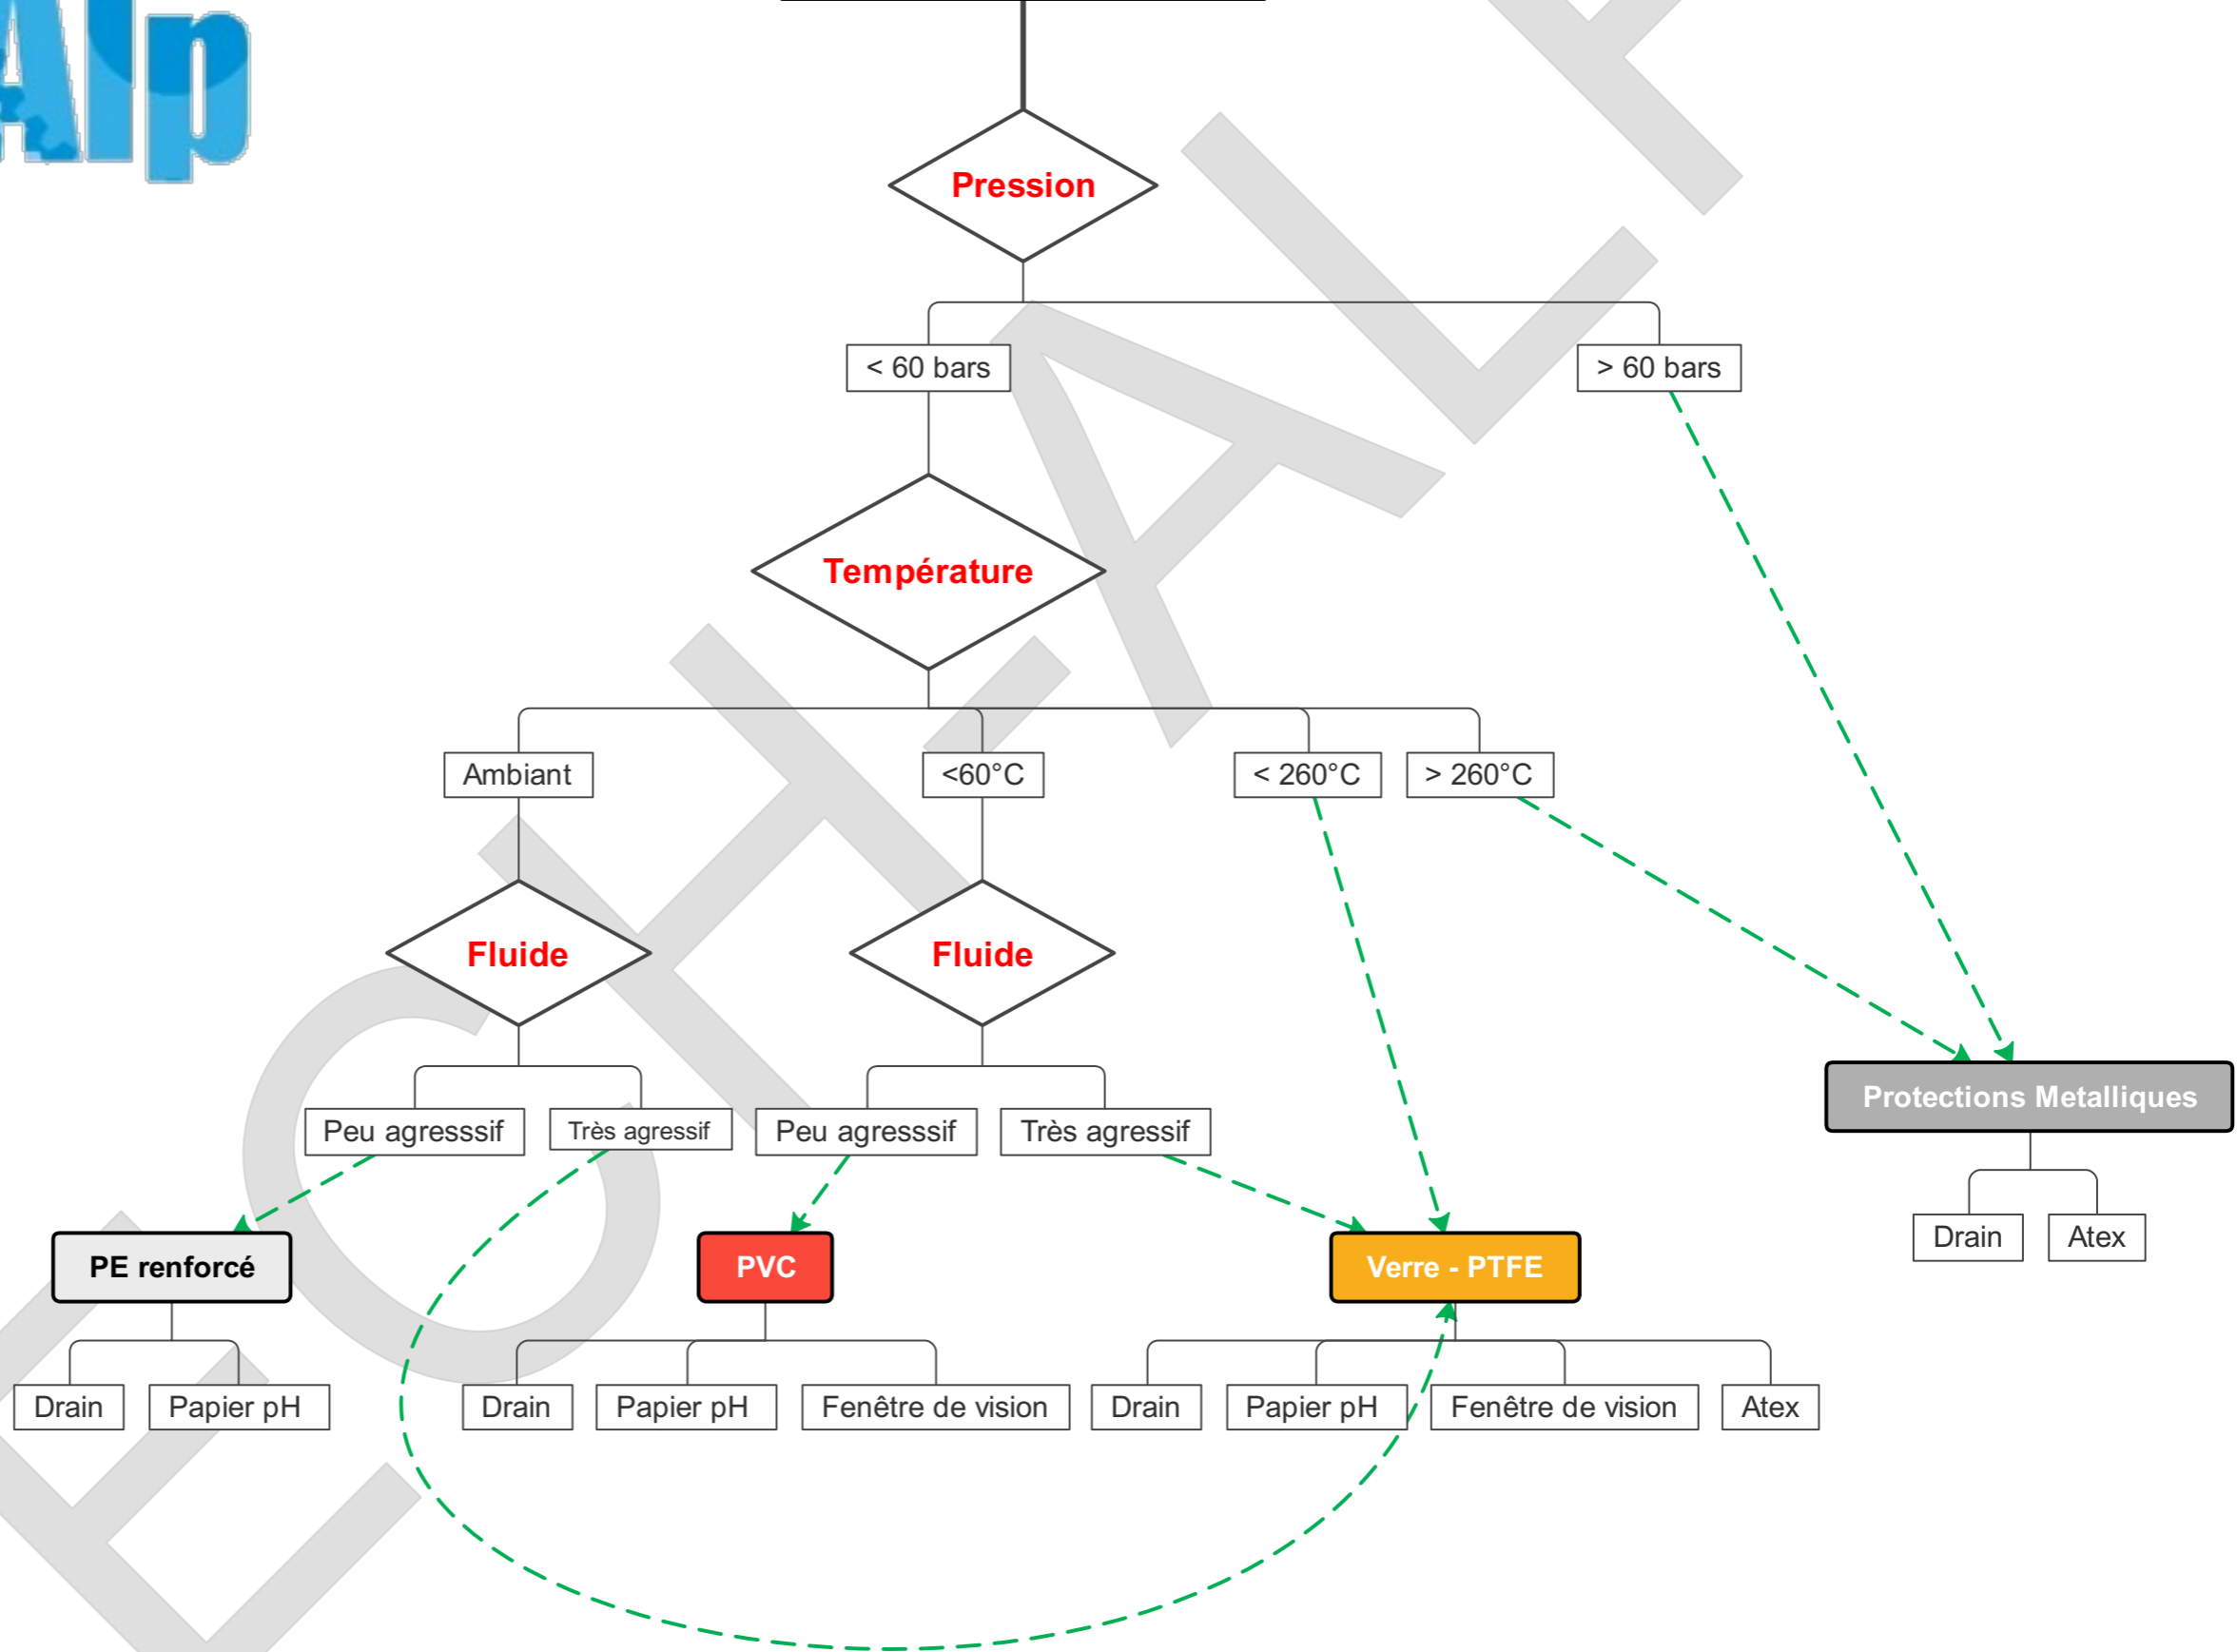 Alp
Pression
< 60 bars
> 60 bars
Température
Ambiant
<60°C
< 260°C
> 260°C
Fluide
Fluide
Peu agresssif
Très agressif
Peu agresssif
Très agressif
Protections Metalliques
Drain
Atex
PE renforcé
PVC
Verre - PTFE
Drain
Papier pH
Drain
Papier pH
Fenêtre de vision
Drain
Papier pH
Fenêtre de vision
Atex